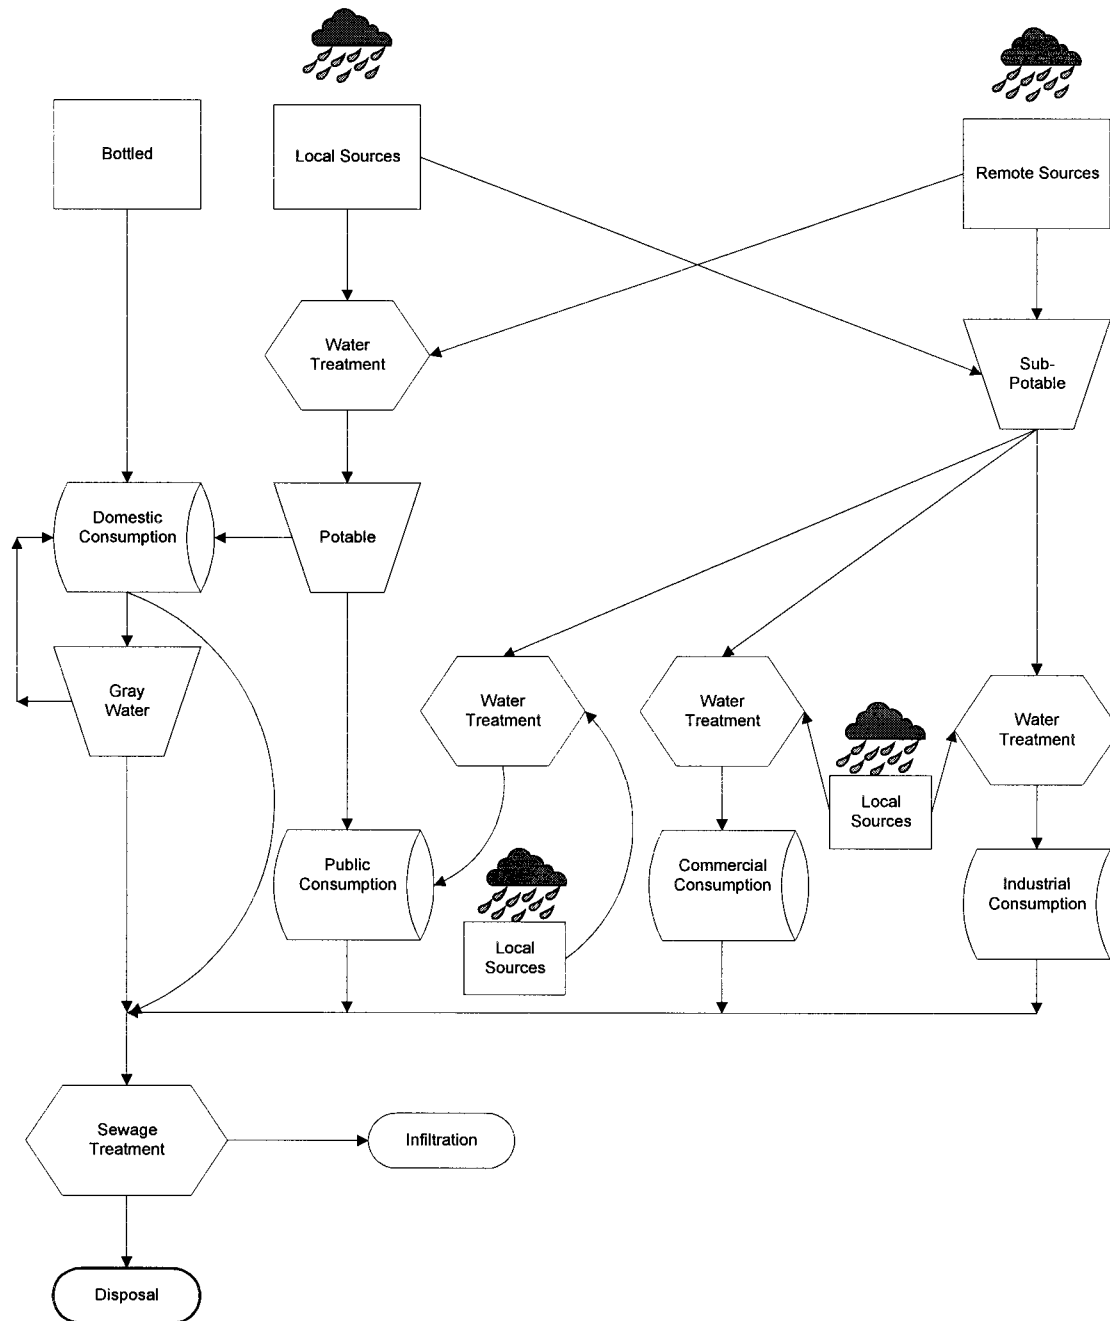 Bottled
Local Sources
Remote Sources
Water
Treatment
Sub-
Potable
Domestic
Consumption
Potable
Gray
Water
Water
Treatment
Water
Treatment
Water
Treatment
Local
Sources
Public
Consumption
Commercial
Consumption
Industrial
Consumption
Local
Sources
Sewage
Treatment
Infiltration
Disposal